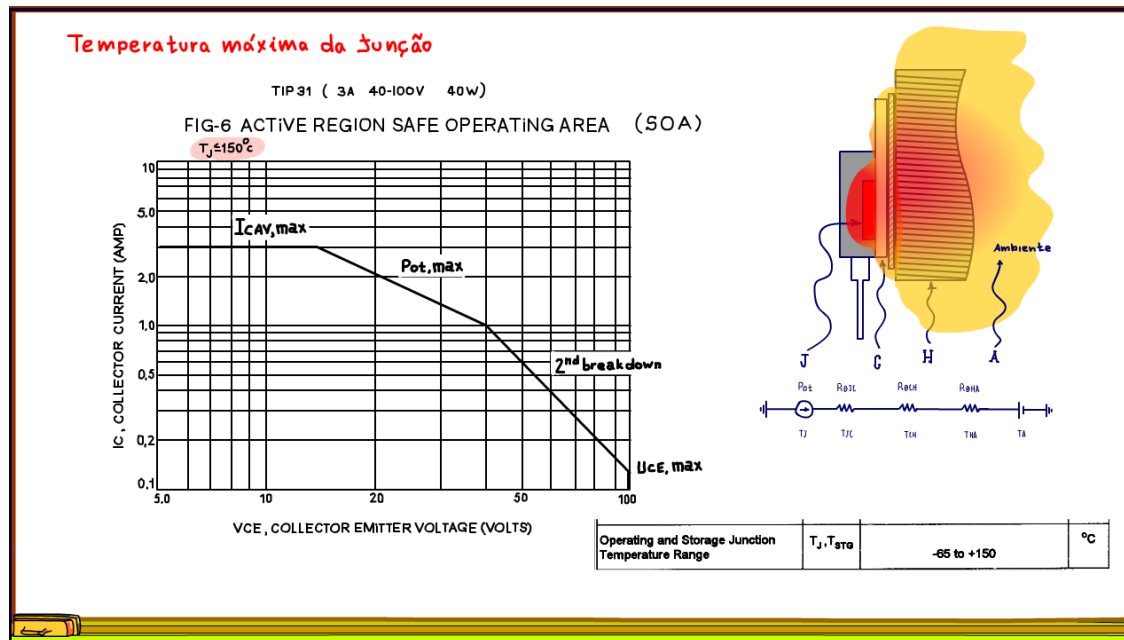 Temperatura máxima da Junção
TIP31 ( 3A 40-100V 40W)
FIG-6 ACTiVE REGION SAFE OPERATiNG AREA (SOA)
TJ≤150°C
10
5.0
2.0
1.0
0,5
0,2
0,1
IC, COLLECTOR CURRENT (AMP)
ICAV,max
Pot,max
2nd breakdown
UCE,max
5.0 10 20 50 100
VCE, COLLECTOR EMITTER VOLTAGE (VOLTS)
Ambiente
J C H A
Pot RθJC RθCH RθHA
TJ TJC TCH THA TA
Operating and Storage Junction
Temperature Range
TJ,TSTG
-65 to +150
°C